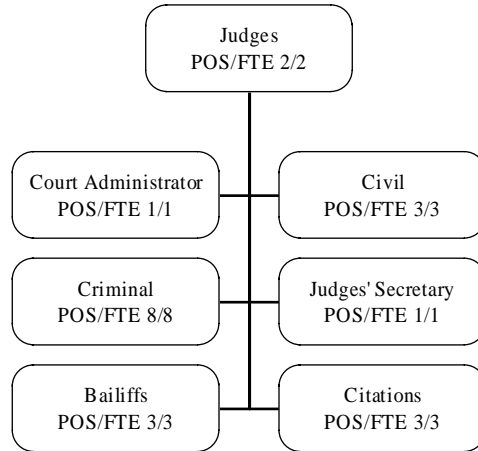 Judges
POS/FTE 2/2
Court Administrator
POS/FTE 1/1
Civil
POS/FTE 3/3
Criminal
POS/FTE 8/8
Judges' Secretary
POS/FTE 1/1
Bailiffs
POS/FTE 3/3
Citations
POS/FTE 3/3